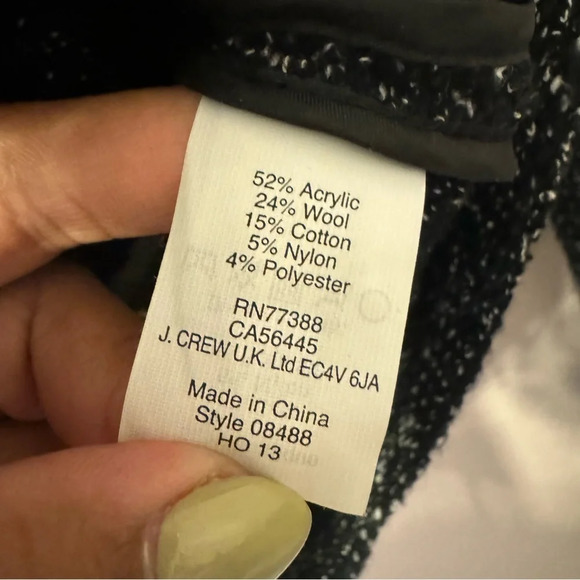 52% Acrylic
24% Wool
15% Cotton
5% Nylon
4% Polyester
RN77388
CA56445
J. CREW U.K. Ltd EC4V 6JA
Made in China
Style 08488
HO 13